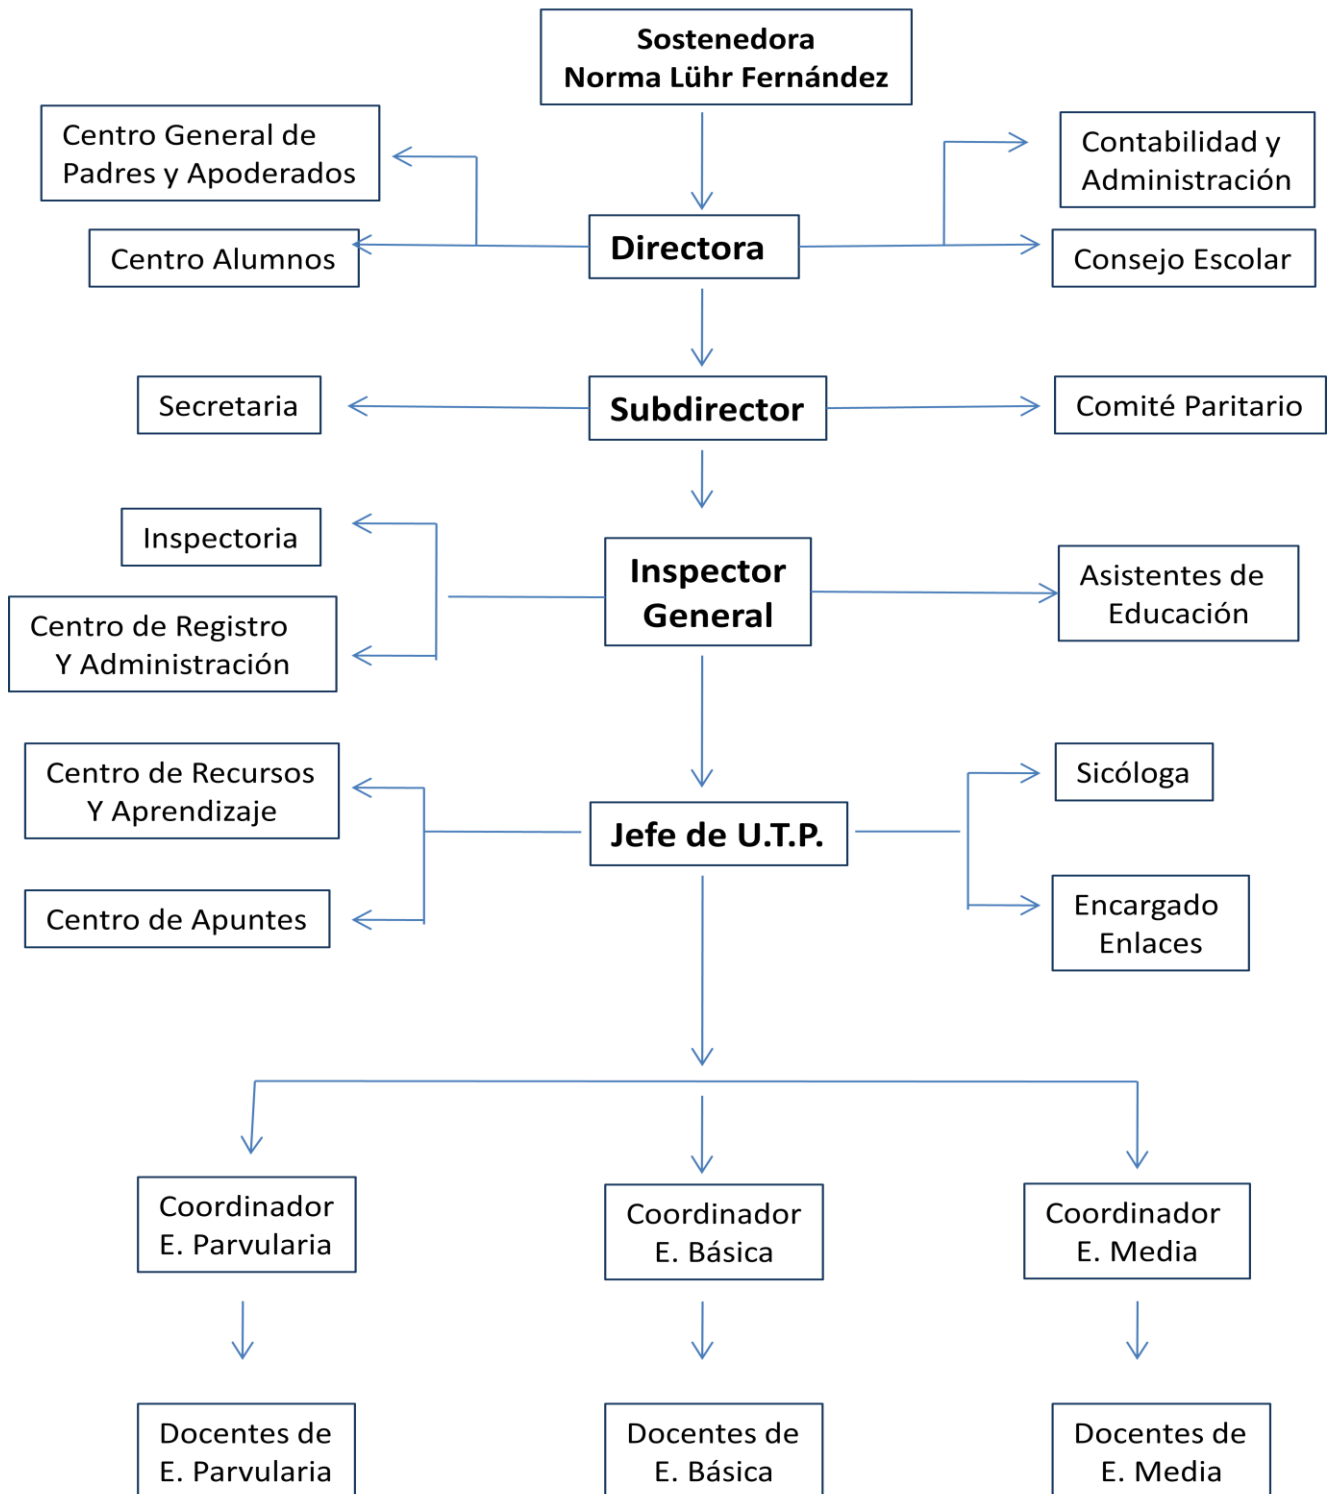 Sostenedora
Norma Lühr Fernández
Centro General de
Padres y Apoderados
Contabilidad y
Administración
Directora
Centro Alumnos
Consejo Escolar
Secretaria
Subdirector
Comité Paritario
Inspectoria
Inspector
General
Asistentes de
Educación
Centro de Registro
Y Administración
Centro de Recursos
Y Aprendizaje
Sicóloga
Jefe de U.T.P.
Centro de Apuntes
Encargado
Enlaces
Coordinador
E. Parvularia
Coordinador
E. Básica
Coordinador
E. Media
Docentes de
E. Parvularia
Docentes de
E. Básica
Docentes de
E. Media